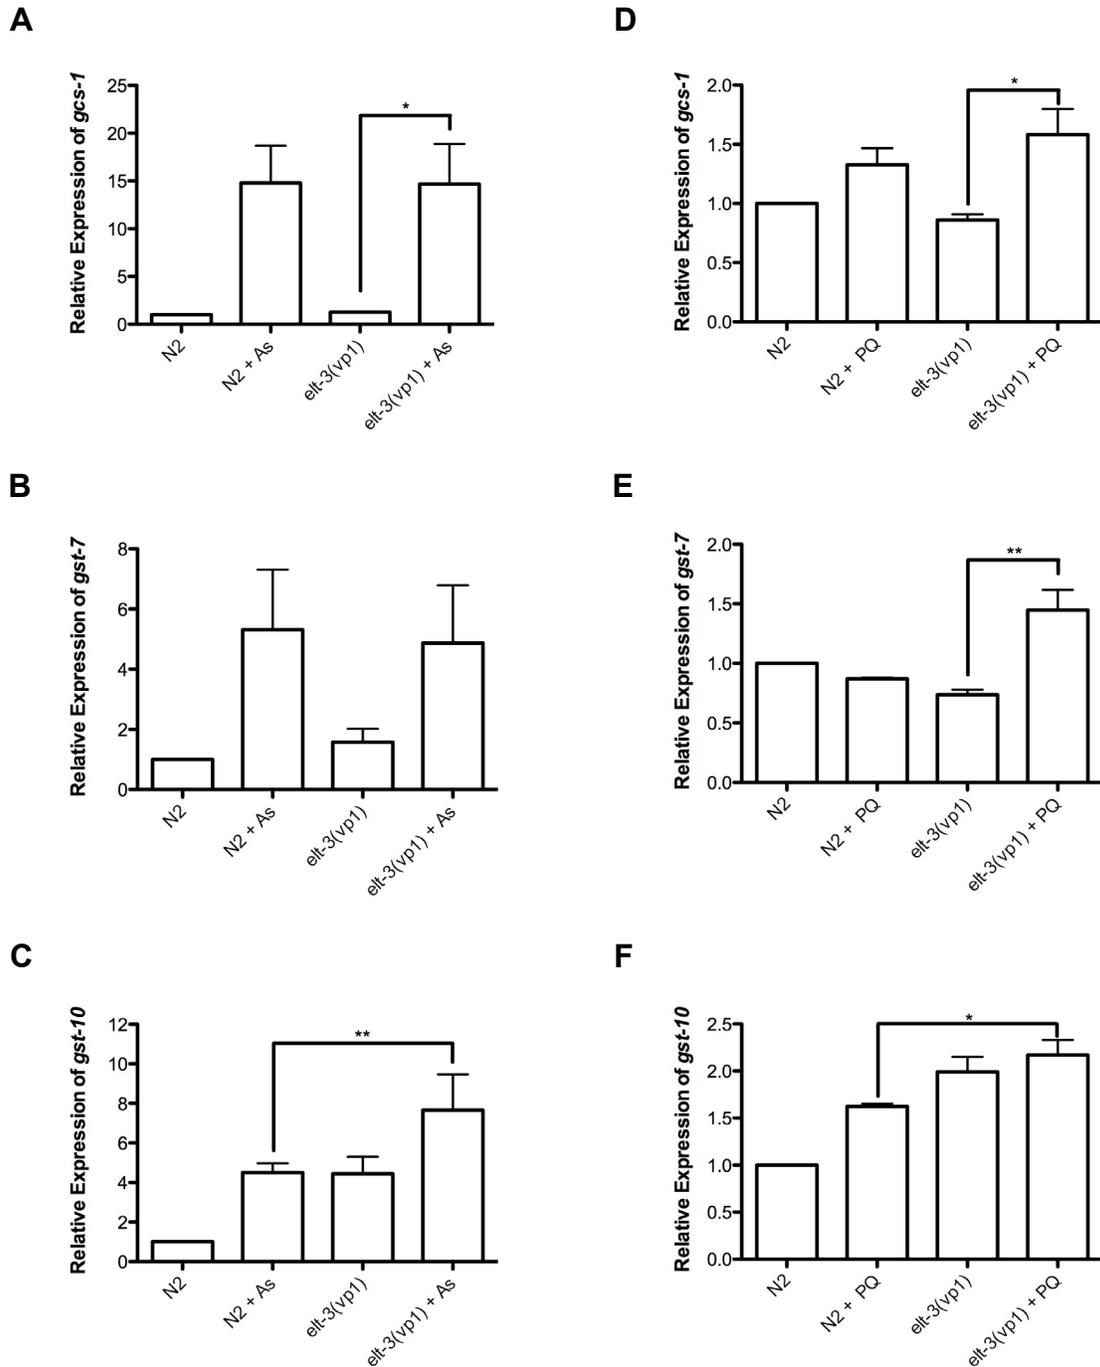 A
Relative Expression of gcs-1
25
20
15
10
5
0
*
N2
N2 + As
elt-3(vp1)
elt-3(vp1) + As
D
Relative Expression of gcs-1
2.0
1.5
1.0
0.5
0.0
*
N2
N2 + PQ
elt-3(vp1)
elt-3(vp1) + PQ
B
Relative Expression of gst-7
8
6
4
2
0
N2
N2 + As
elt-3(vp1)
elt-3(vp1) + As
E
Relative Expression of gst-7
2.0
1.5
1.0
0.5
0.0
**
N2
N2 + PQ
elt-3(vp1)
elt-3(vp1) + PQ
C
Relative Expression of gst-10
12
10
8
6
4
2
0
**
N2
N2 + As
elt-3(vp1)
elt-3(vp1) + As
F
Relative Expression of gst-10
2.5
2.0
1.5
1.0
0.5
0.0
*
N2
N2 + PQ
elt-3(vp1)
elt-3(vp1) + PQ